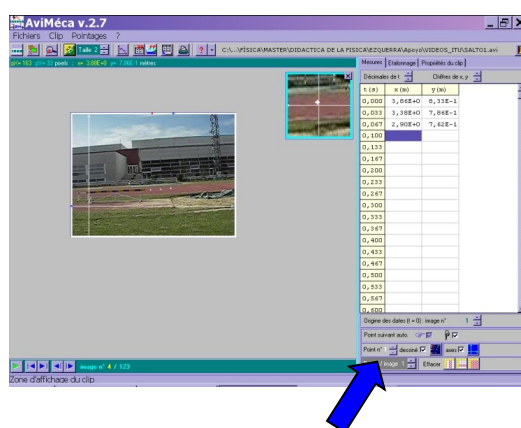 AviMéca v.2.7
Fichiers Clip Pointages ?
Taille 2 ? C:\...\FÍSICA\MASTER\DIDACTICA DE LA FISICA\EZQUERRA\Apoyo\VIDEOS_ITU\SALTO1.avi
Mesures Etalonnage Propriétés du clip
Décimales de t Chiffres de x, y
t (s) x (m) y (m)
0,000 3,86E+0 8,33E-1
0,033 3,38E+0 7,86E-1
0,067 2,90E+0 7,62E-1
0,100
0,133
0,167
0,200
0,233
0,267
0,300
0,333
0,367
0,400
0,433
0,467
0,500
0,533
0,567
0,600
Origine des dates (t = 0) : image n° 1
Point suivant auto.
Point n° dessiné axes
image 1 Effacer
image n° 4 / 123
Zone d'affichage du clip